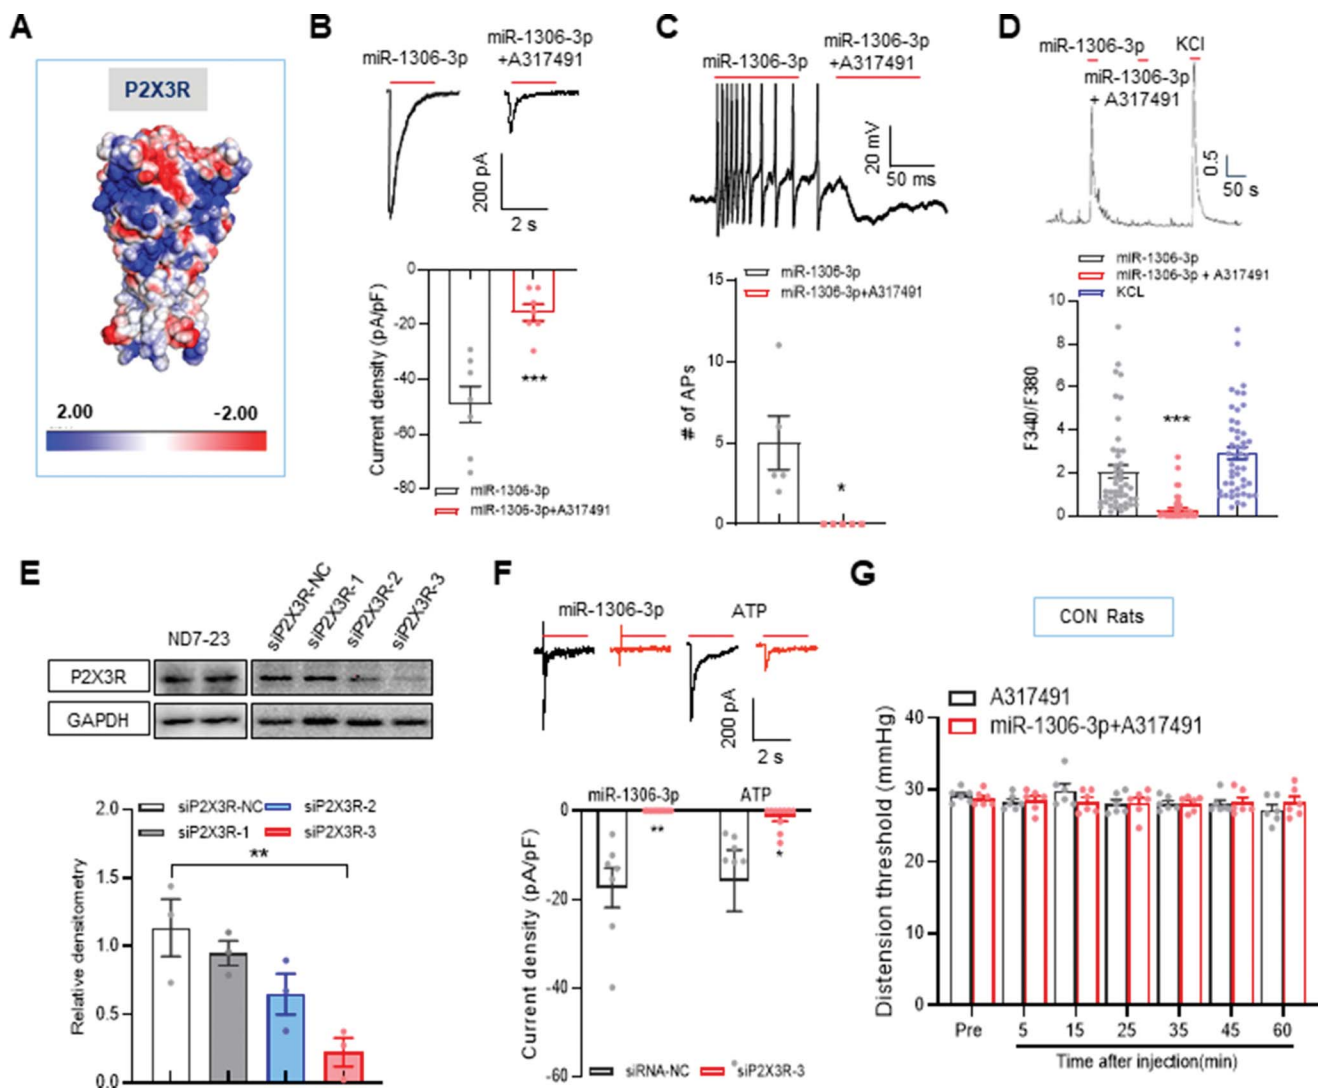 A
P2X3R
2.00
-2.00
B
miR-1306-3p
miR-1306-3p
+A317491
200 pA
2 s
Current density (pA/pF)
0
-20
-40
-60
-80
***
miR-1306-3p
miR-1306-3p+A317491
C
miR-1306-3p
miR-1306-3p
+A317491
20 mV
50 ms
miR-1306-3p
miR-1306-3p+A317491
# of APs
15
10
5
0
*
D
miR-1306-3p
KCl
miR-1306-3p
+ A317491
0.5
50 s
miR-1306-3p
miR-1306-3p + A317491
KCL
F340/F380
10
8
6
4
2
0
***
E
ND7-23
siP2X3R-NC
siP2X3R-1
siP2X3R-2
siP2X3R-3
P2X3R
GAPDH
siP2X3R-NC
siP2X3R-2
siP2X3R-1
siP2X3R-3
**
Relative densitometry
2.0
1.5
1.0
0.5
0.0
F
miR-1306-3p
ATP
200 pA
2 s
miR-1306-3p
ATP
**
*
Current density (pA/pF)
0
-20
-40
-60
siRNA-NC
siP2X3R-3
G
CON Rats
A317491
miR-1306-3p+A317491
Distension threshold (mmHg)
40
30
20
10
0
Pre
5
15
25
35
45
60
Time after injection(min)